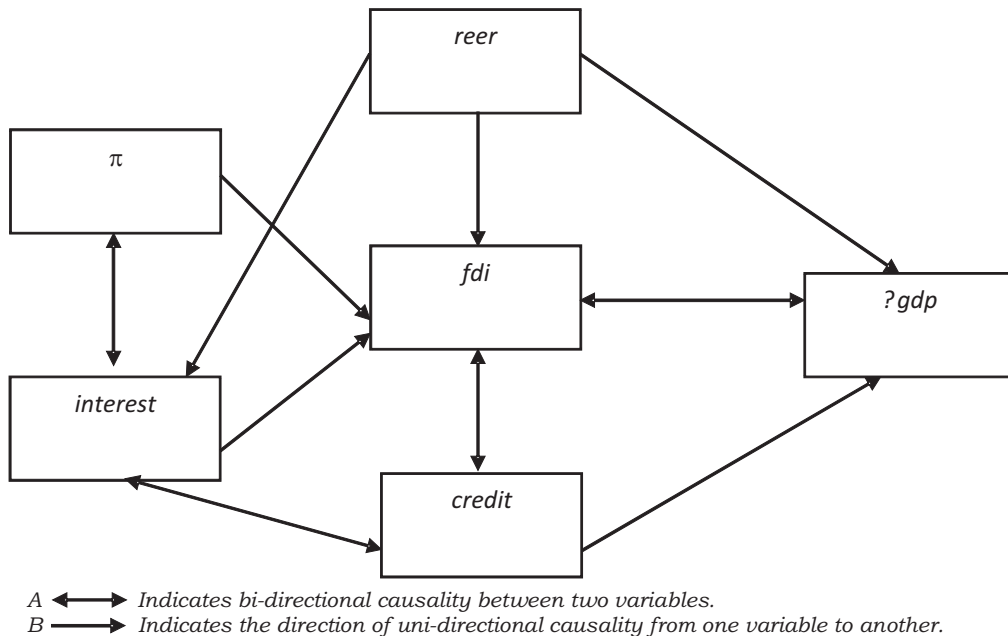 reer
π
fdi
?gdp
interest
credit
A Indicates bi-directional causality between two variables.
B Indicates the direction of uni-directional causality from one variable to another.